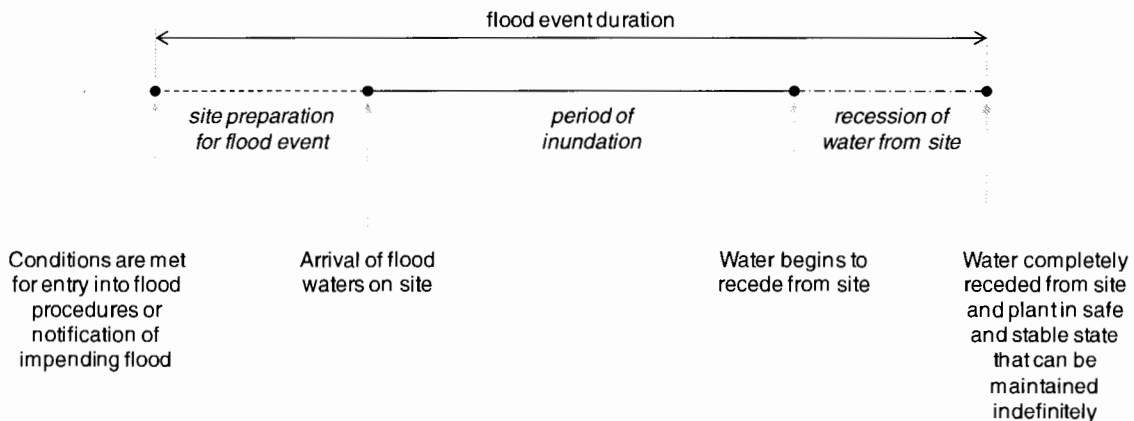 flood event duration
site preparation
for flood event
period of
inundation
recession of
water from site
Conditions are met
for entry into flood
procedures or
notification of
impending flood
Arrival of flood
waters on site
Water begins to
recede from site
Water completely
receded from site
and plant in safe
and stable state
that can be
maintained
indefinitely